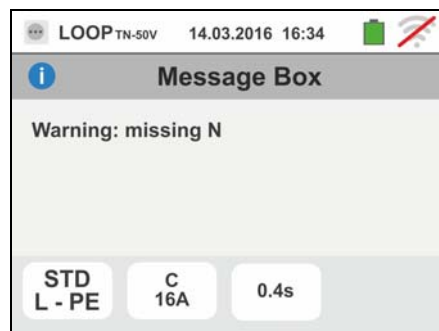 LOOP TN-50V 14.03.2016 16:34
i Message Box
Warning: missing N
STD C 0.4s
L - PE 16A